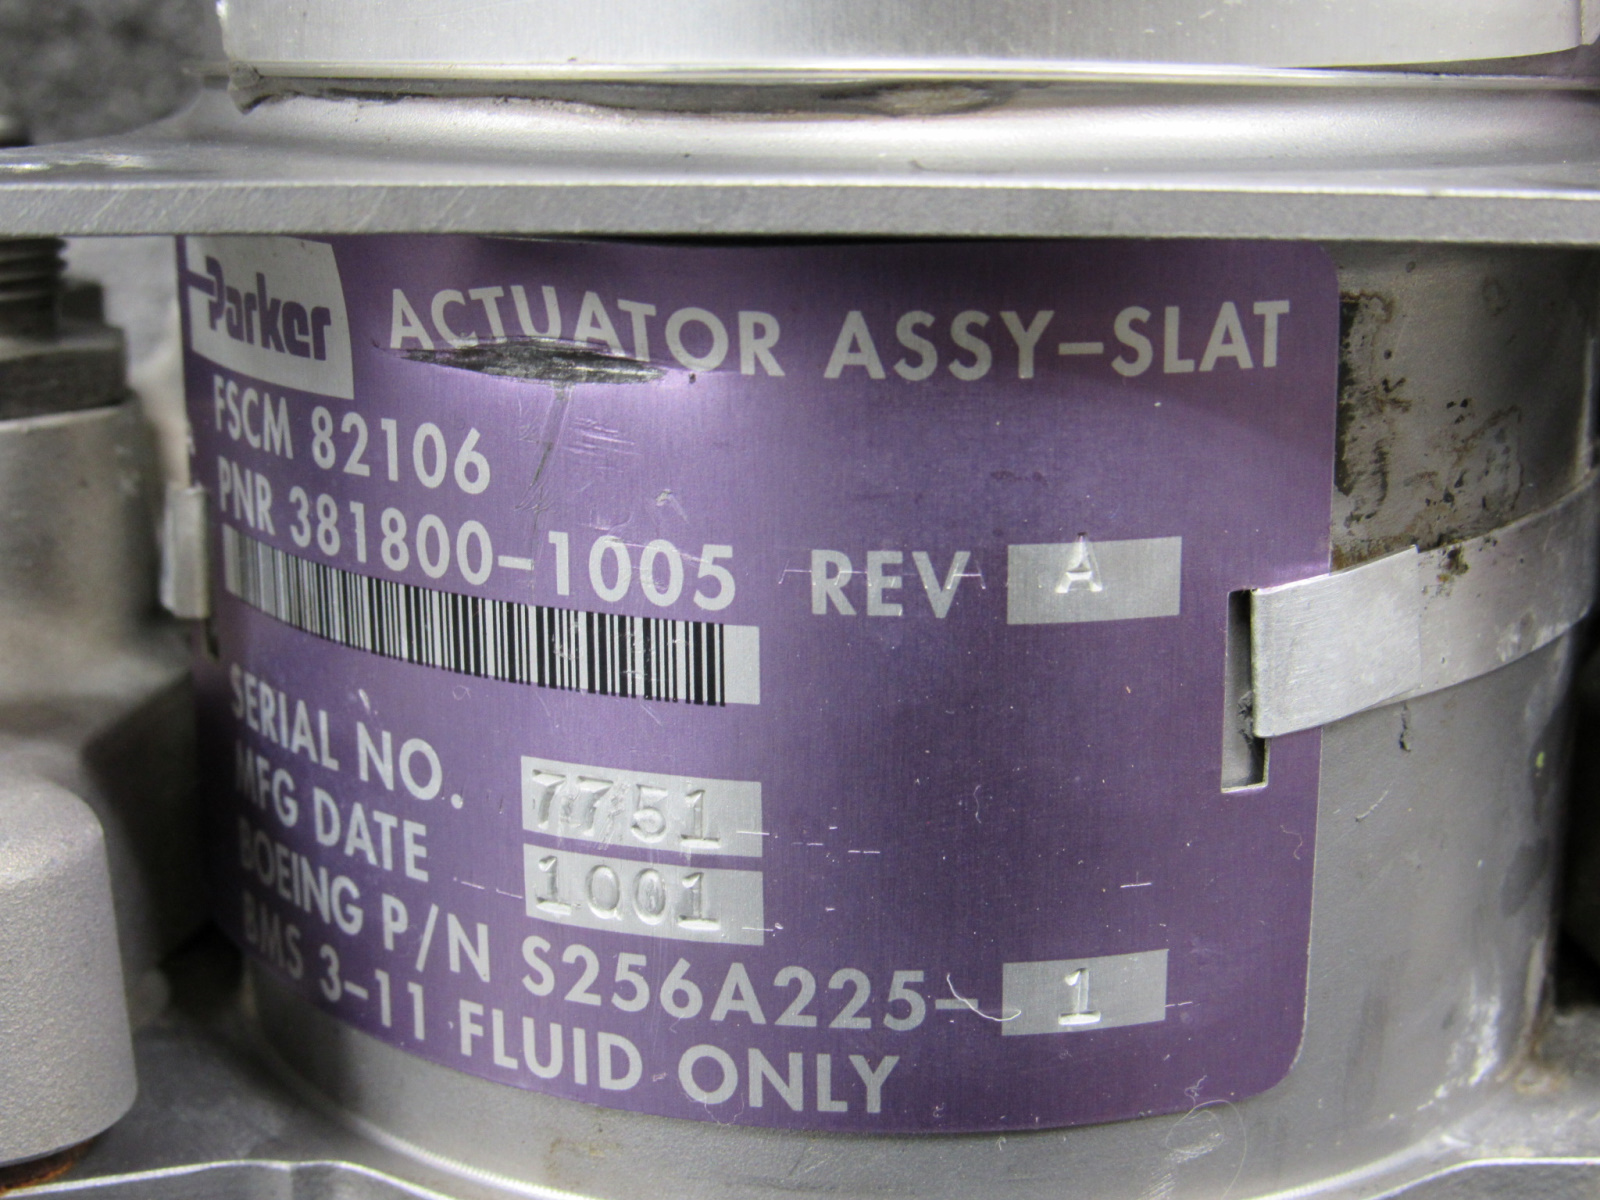 Parker
ACTUATOR ASSY-SLAT
FSCM 82106
PNR 381800-1005 REV A
SERIAL NO. 7751
MFG DATE 1001
BOEING P/N S256A225- 1
BMS 3-11 FLUID ONLY